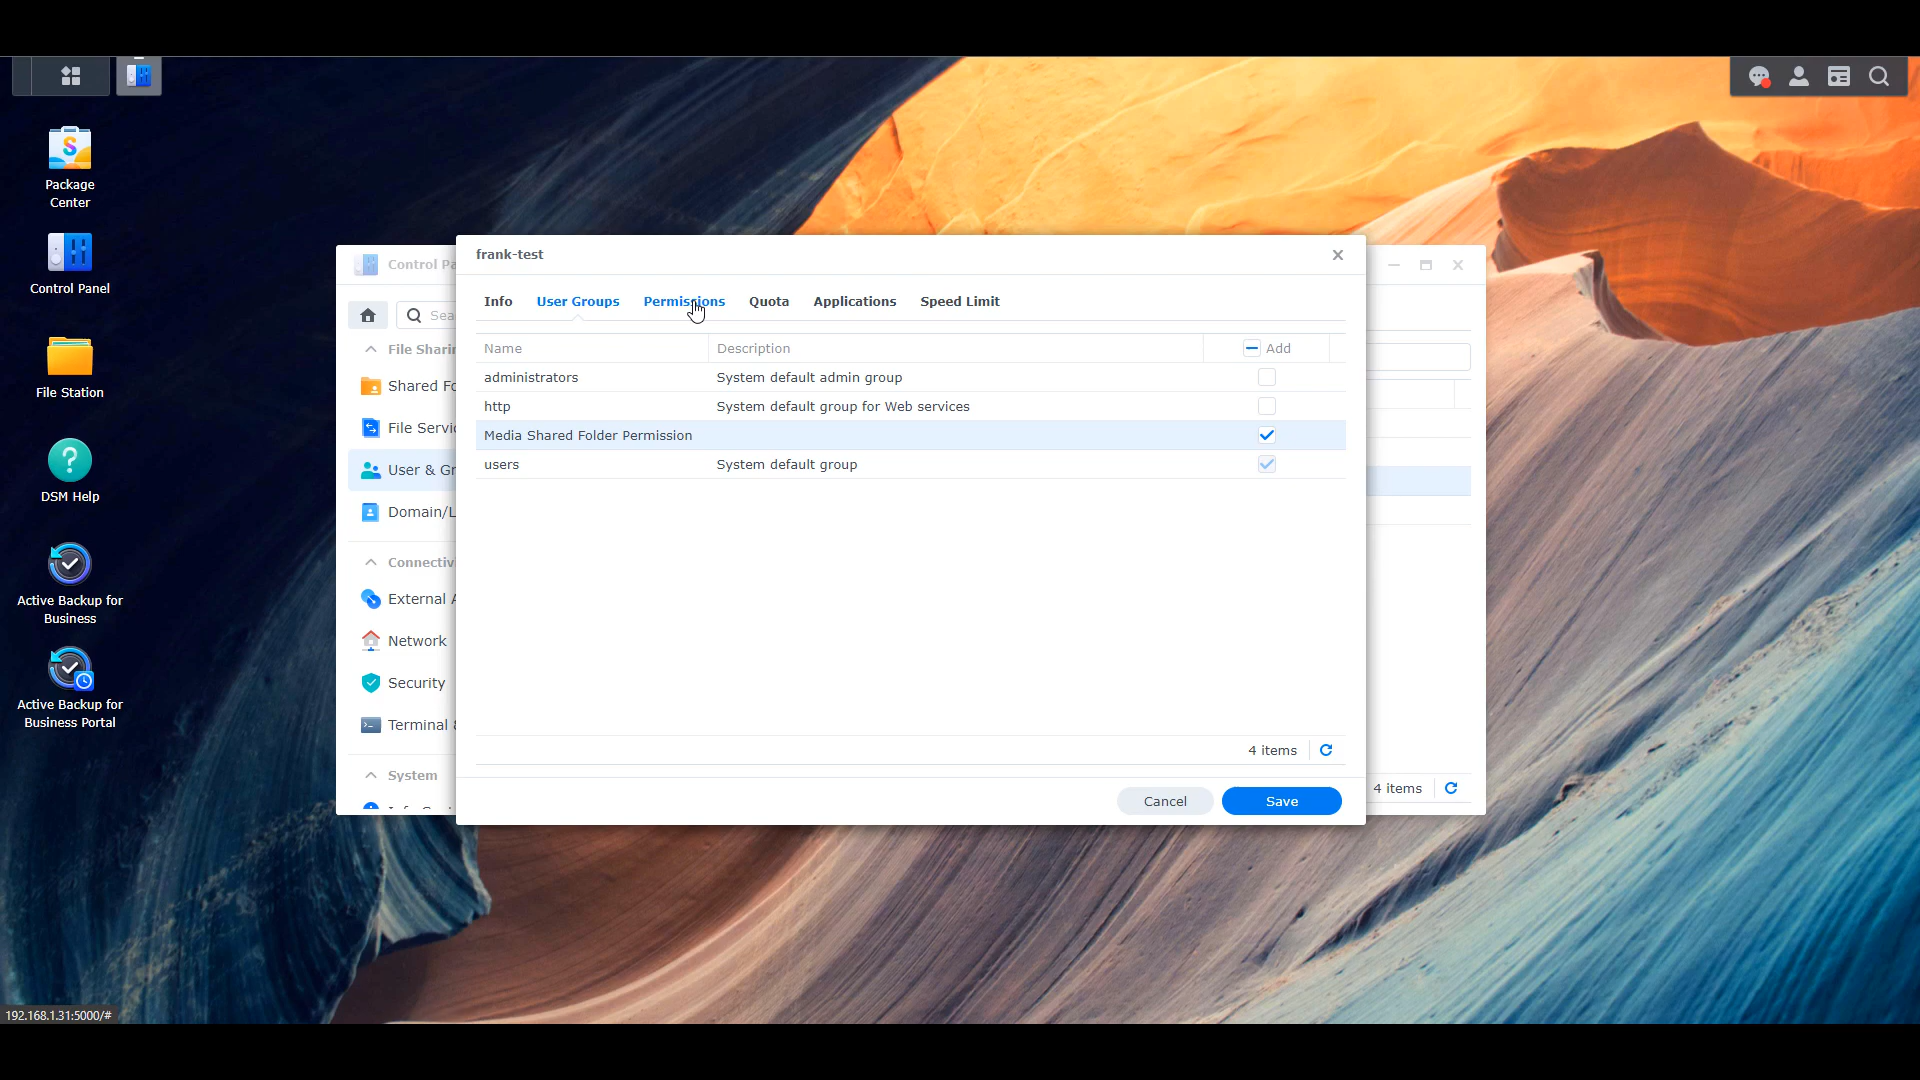 Package
Center
Control Panel
File Station
DSM Help
Active Backup for
Business
Active Backup for
Business Portal
Control Pa
Sea
File Sharin
Shared Fo
File Servic
User & Gr
Domain/L
Connectivi
External A
Network
Security
Terminal &
System
frank-test
Info User Groups Permissions Quota Applications Speed Limit
Name Description Add
administrators System default admin group
http System default group for Web services
Media Shared Folder Permission
users System default group
4 items
Cancel Save
4 items
192.168.1.31:5000/#